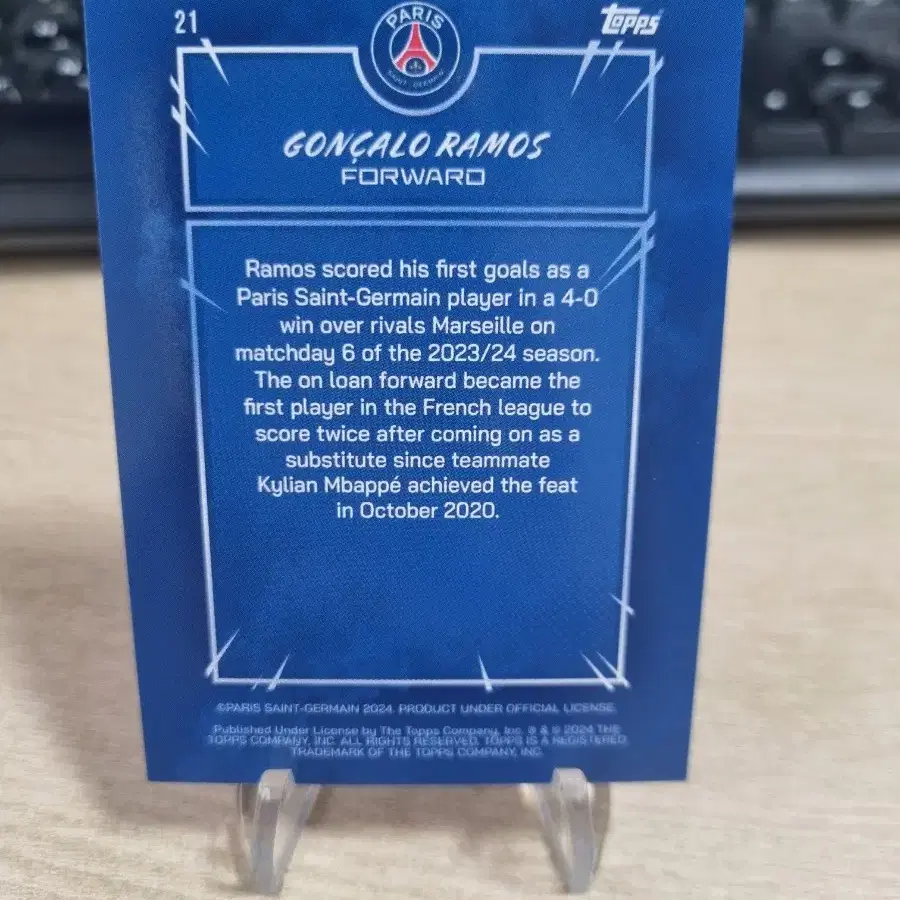 21
PARIS
SAINT-GERMAIN
Topps
GONÇALO RAMOS
FORWARD
Ramos scored his first goals as a
Paris Saint-Germain player in a 4-0
win over rivals Marseille on
matchday 6 of the 2023/24 season.
The on loan forward became the
first player in the French league to
score twice after coming on as a
substitute since teammate
Kylian Mbappé achieved the feat
in October 2020.
©PARIS SAINT-GERMAIN 2024. PRODUCT UNDER OFFICIAL LICENSE.
Published Under License by The Topps Company, Inc. ® & © 2024 THE
TOPPS COMPANY, INC. ALL RIGHTS RESERVED. TOPPS IS A REGISTERED
TRADEMARK OF THE TOPPS COMPANY, INC.